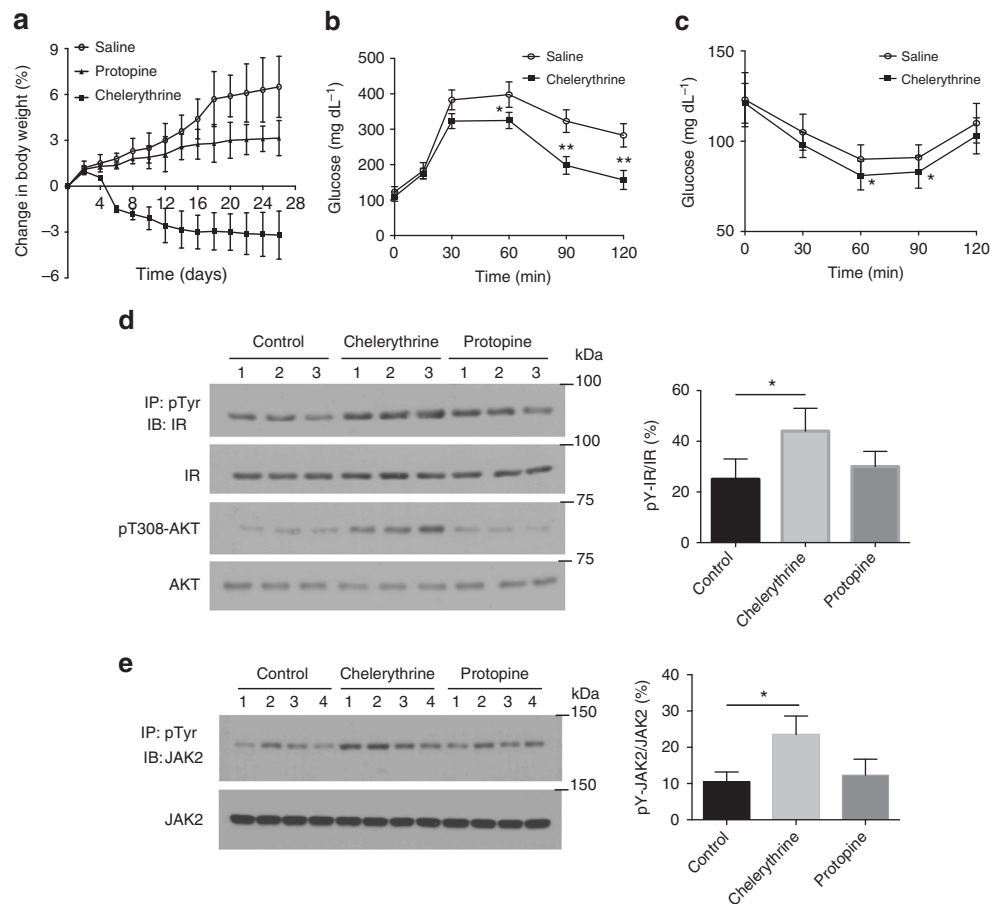 a
Change in body weight (%)
9
6
3
0
−3
−6
Saline
Protopine
Chelerythrine
4 8 12 16 20 24 28
Time (days)
b
Glucose (mg dL⁻¹)
500
400
300
200
100
0
Saline
Chelerythrine
*
**
**
0 30 60 90 120
Time (min)
c
Glucose (mg dL⁻¹)
150
100
50
Saline
Chelerythrine
*
*
0 30 60 90 120
Time (min)
d
Control Chelerythrine Protopine
kDa
1 2 3 1 2 3 1 2 3
100
IP: pTyr
IB: IR
100
IR
75
pT308-AKT
75
AKT
pY-IR/IR (%)
60
40
20
0
*
Control
Chelerythrine
Protopine
e
Control Chelerythrine Protopine
kDa
1 2 3 4 1 2 3 4 1 2 3 4
150
IP: pTyr
IB: JAK2
150
JAK2
pY-JAK2/JAK2 (%)
40
30
20
10
0
*
Control
Chelerythrine
Protopine